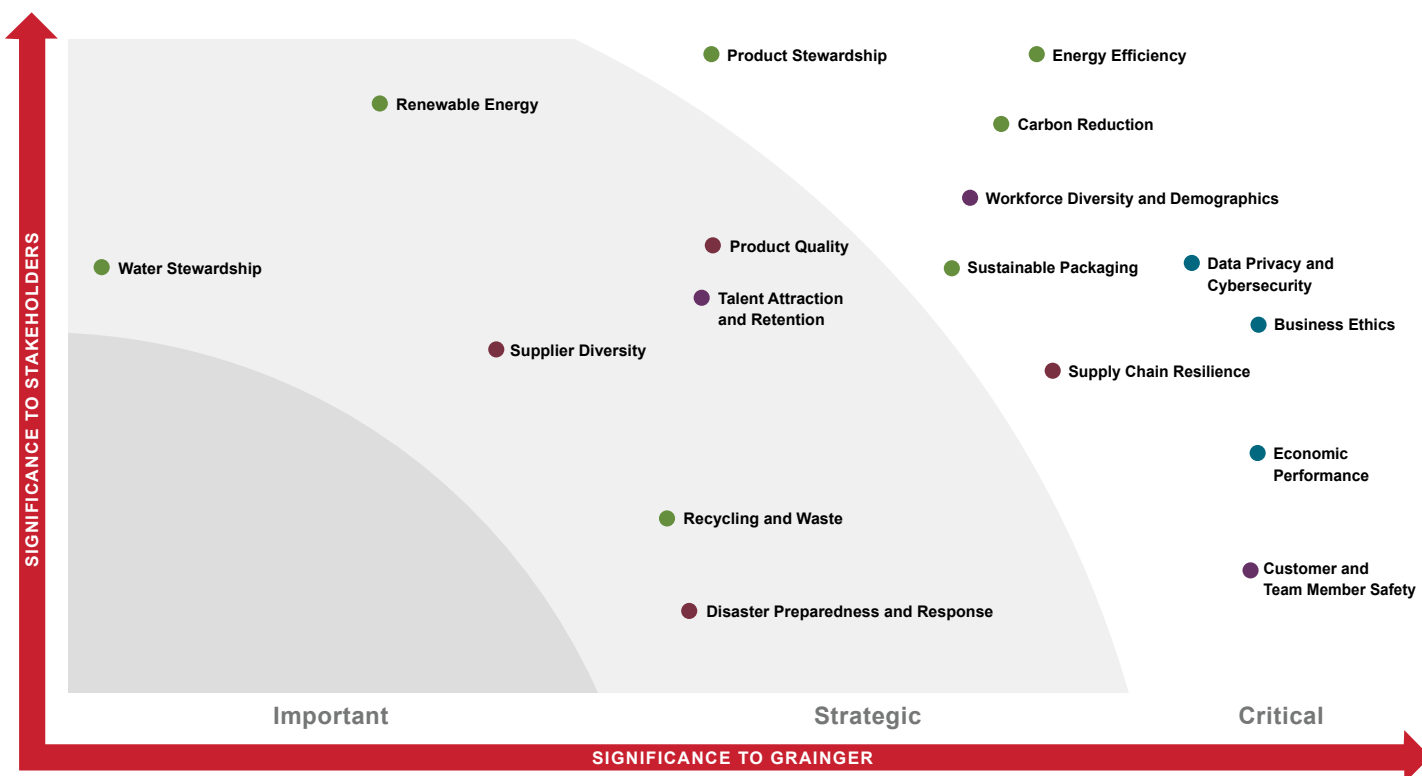 SIGNIFICANCE TO STAKEHOLDERS
Product Stewardship
Energy Efficiency
Renewable Energy
Carbon Reduction
Workforce Diversity and Demographics
Product Quality
Water Stewardship
Sustainable Packaging
Data Privacy and
Cybersecurity
Talent Attraction
and Retention
Business Ethics
Supplier Diversity
Supply Chain Resilience
Economic
Performance
Recycling and Waste
Customer and
Team Member Safety
Disaster Preparedness and Response
Important
Strategic
Critical
SIGNIFICANCE TO GRAINGER